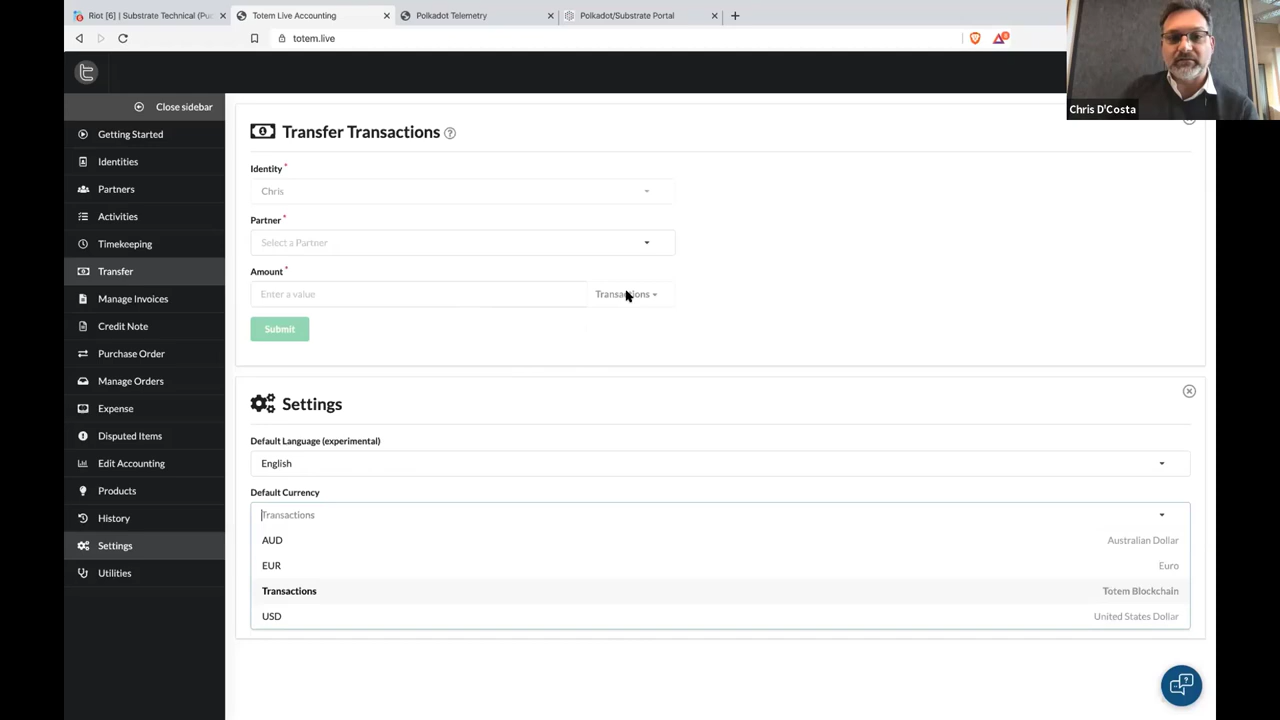 Riot [6] | Substrate Technical (Pu
Totem Live Accounting
Polkadot Telemetry
Polkadot/Substrate Portal
totem.live
Chris D'Costa
Close sidebar
Getting Started
Identities
Partners
Activities
Timekeeping
Transfer
Manage Invoices
Credit Note
Purchase Order
Manage Orders
Expense
Disputed Items
Edit Accounting
Products
History
Settings
Utilities
Transfer Transactions
Identity *
Chris
Partner *
Select a Partner
Amount *
Enter a value
Transactions
Submit
Settings
Default Language (experimental)
English
Default Currency
Transactions
AUD Australian Dollar
EUR Euro
Transactions Totem Blockchain
USD United States Dollar